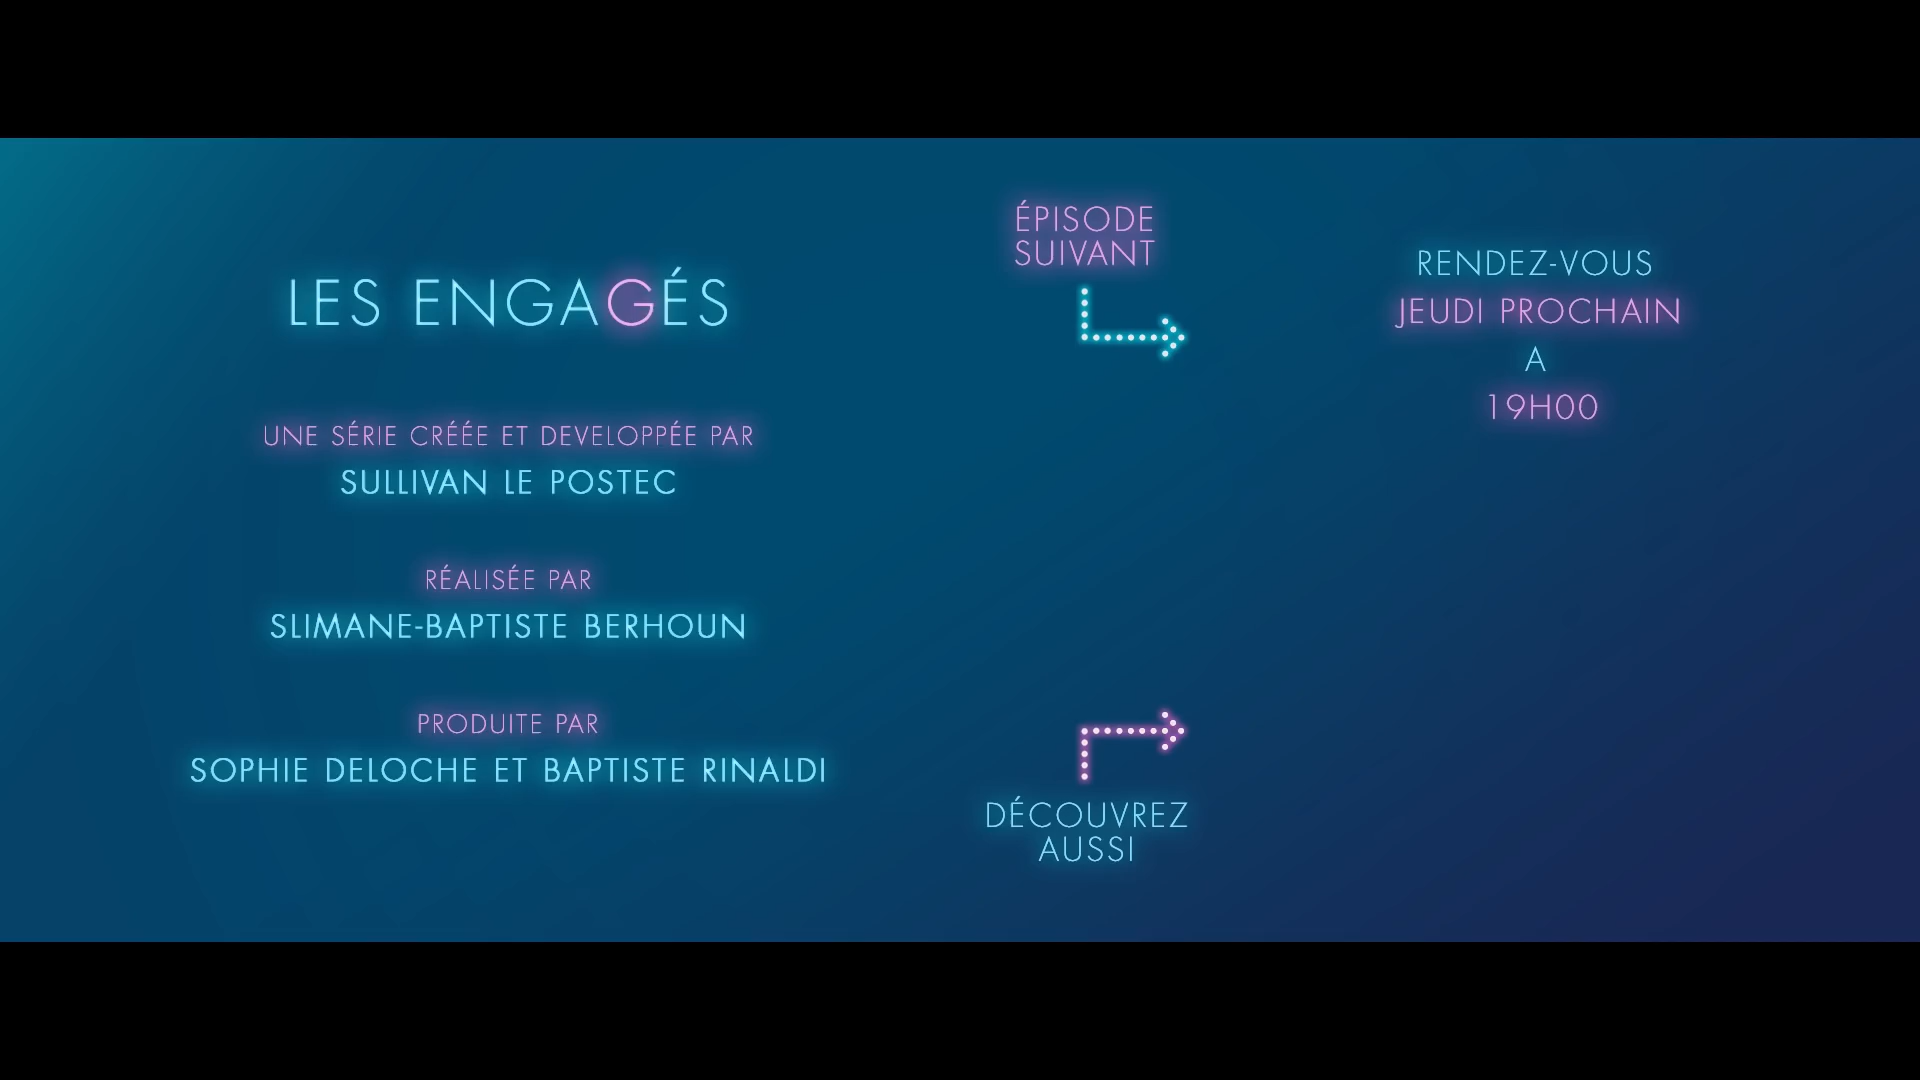 LES ENGAGÉS
UNE SÉRIE CRÉÉE ET DEVELOPPÉE PAR
SULLIVAN LE POSTEC
RÉALISÉE PAR
SLIMANE-BAPTISTE BERHOUN
PRODUITE PAR
SOPHIE DELOCHE ET BAPTISTE RINALDI
ÉPISODE
SUIVANT
RENDEZ-VOUS
JEUDI PROCHAIN
A
19H00
DÉCOUVREZ
AUSSI